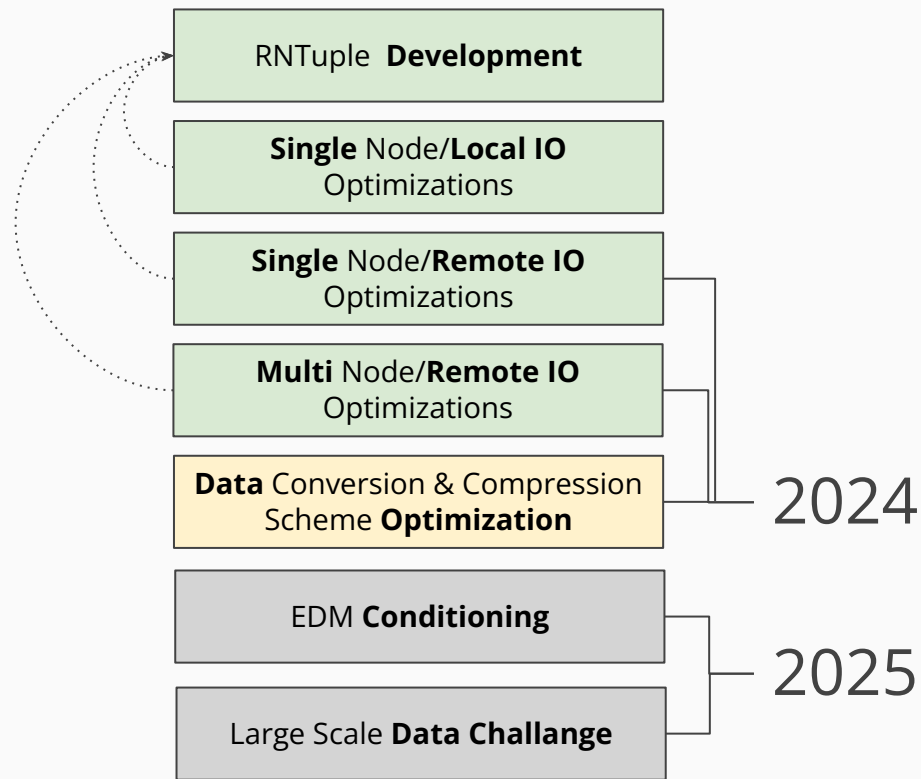 RNTuple Development
Single Node/Local IO
Optimizations
Single Node/Remote IO
Optimizations
Multi Node/Remote IO
Optimizations
Data Conversion & Compression
Scheme Optimization
2024
EDM Conditioning
2025
Large Scale Data Challange